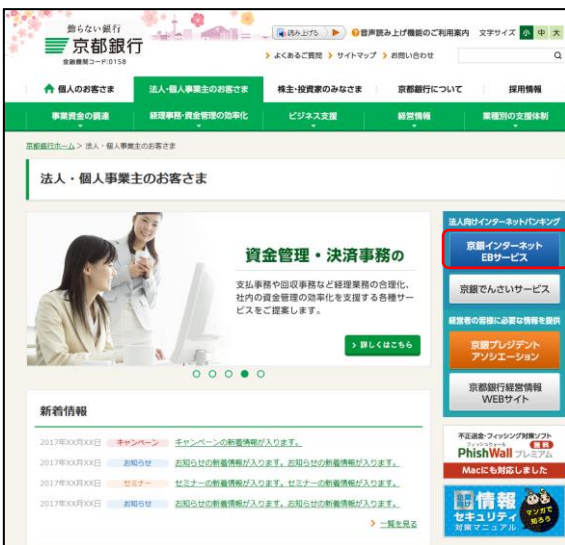 飾らない銀行
京都銀行
金融機関コード:0158
読み上げる
音声読み上げ機能のご利用案内
文字サイズ 小 中 大
よくあるご質問 サイトマップ お問い合わせ
個人のお客さま
法人・個人事業主のお客さま
株主・投資家のみなさま
京都銀行について
採用情報
事業資金の調達
経理事務・資金管理の効率化
ビジネス支援
経営情報
業種別の支援体制
京都銀行ホーム > 法人・個人事業主のお客さま
法人・個人事業主のお客さま
資金管理・決済事務の
支払事務や回収事務など経理業務の合理化、
社内の資金管理の効率化を支援する各種サー
ビスをご提案します。
詳しくはこちら
法人向けインターネットバンキング
京銀インターネット
EBサービス
京銀でんさいサービス
経営者の皆様に必要な情報を提供
京銀プレジデント
アソシエーション
京都銀行経営情報
WEBサイト
新着情報
2017年XX月XX日 キャンペーン キャンペーンの新着情報が入ります。
2017年XX月XX日 お知らせ お知らせの新着情報が入ります。お知らせの新着情報が入ります。
2017年XX月XX日 セミナー セミナーの新着情報が入ります。セミナーの新着情報が入ります。
2017年XX月XX日 お知らせ お知らせの新着情報が入ります。お知らせの新着情報が入ります。
一覧を見る
不正送金・フィッシング対策ソフト
フィッシュウォール 無料
PhishWall プレミアム
Macにも対応しました
企業向け 情報
セキュリティ
対策マニュアル
マンガで
知ろう